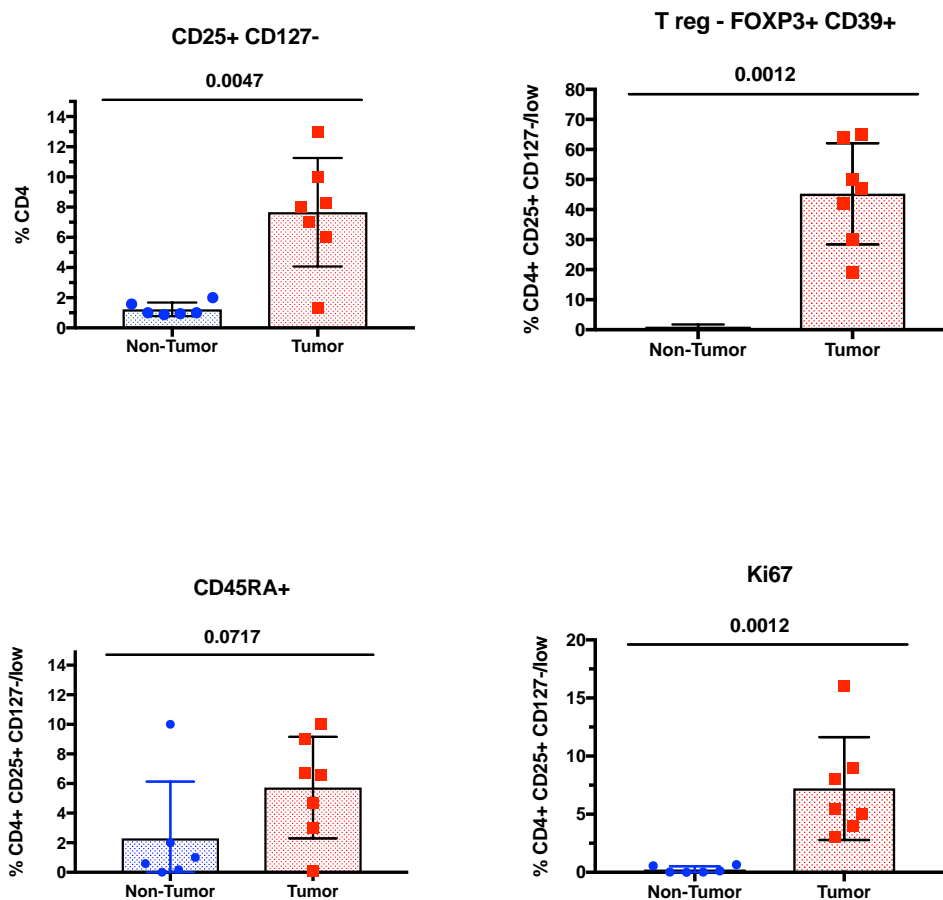 CD25+ CD127-
0.0047
% CD4
14
12
10
8
6
4
2
0
Non-Tumor Tumor
T reg - FOXP3+ CD39+
0.0012
% CD4+ CD25+ CD127-/low
80
70
60
50
40
30
20
10
0
Non-Tumor Tumor
CD45RA+
0.0717
% CD4+ CD25+ CD127-/low
14
12
10
8
6
4
2
0
Non-Tumor Tumor
Ki67
0.0012
% CD4+ CD25+ CD127-/low
20
15
10
5
0
Non-Tumor Tumor